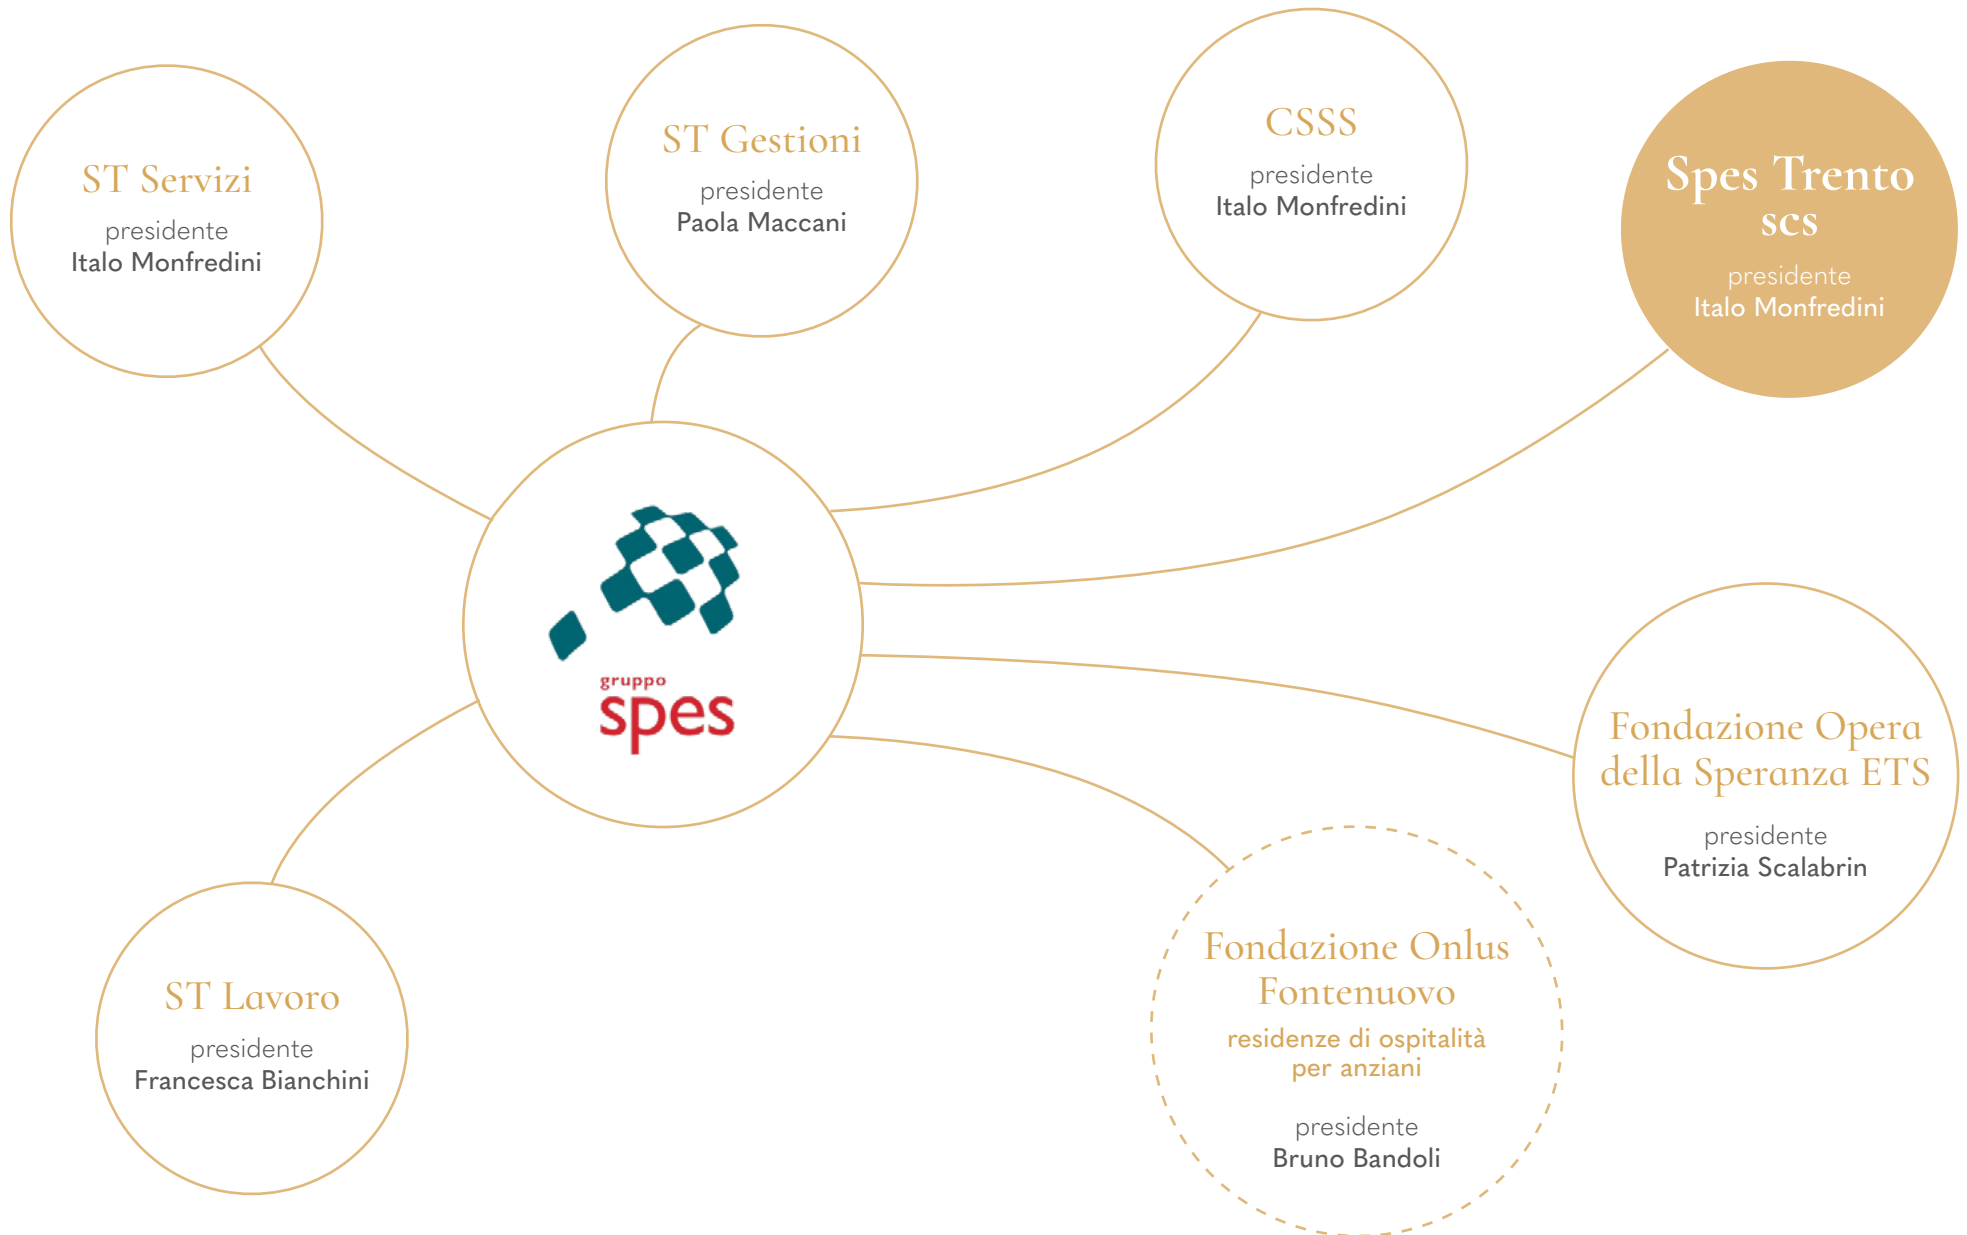 ST Servizi
presidente
Italo Monfredini
ST Gestioni
presidente
Paola Maccani
CSSS
presidente
Italo Monfredini
Spes Trento
scs
presidente
Italo Monfredini
gruppo
spes
Fondazione Opera
della Speranza ETS
presidente
Patrizia Scalabrin
Fondazione Onlus
Fontenuovo
residenze di ospitalità
per anziani
presidente
Bruno Bandoli
ST Lavoro
presidente
Francesca Bianchini